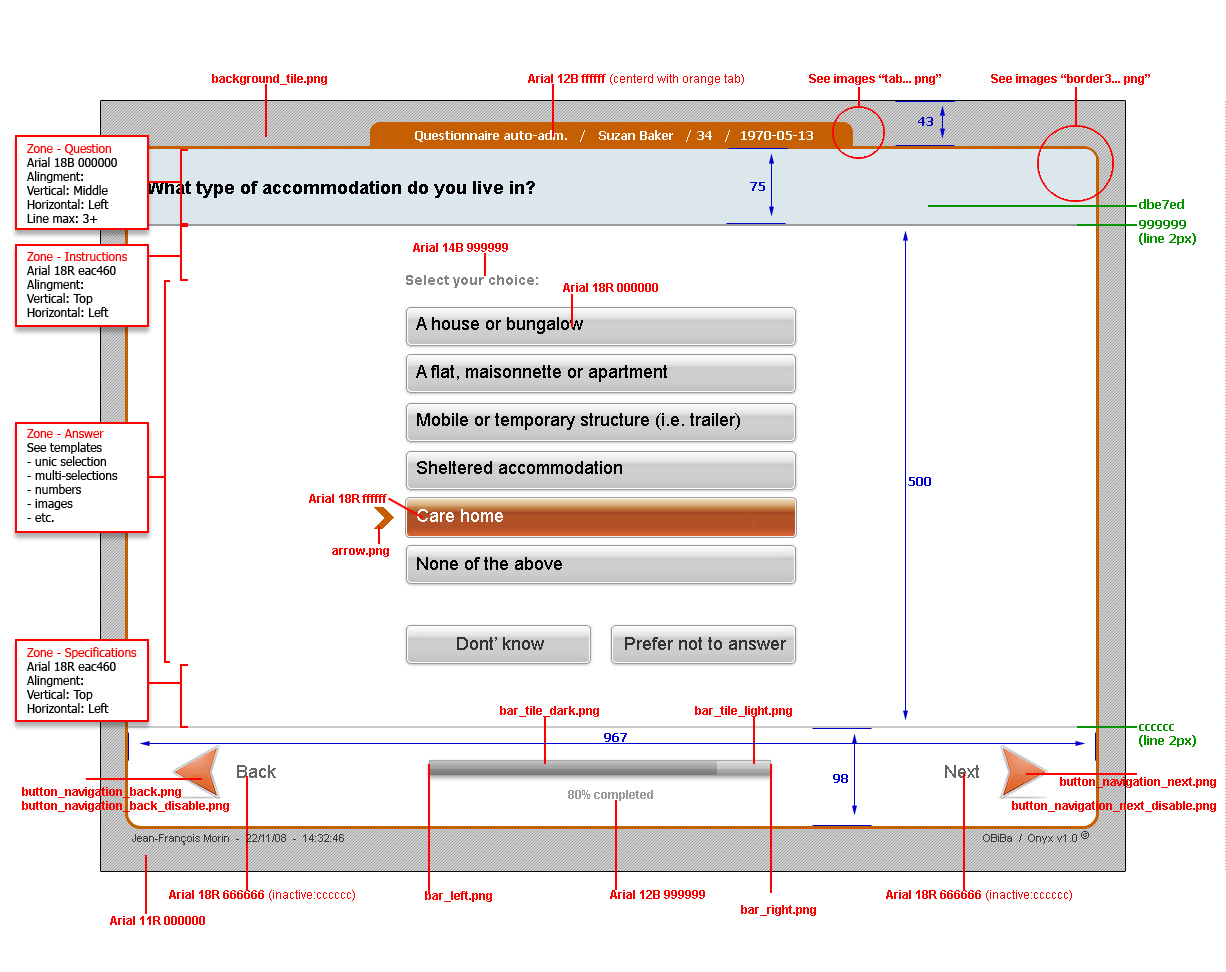 background_tile.png
Arial 12B ffffff (centerd with orange tab)
See images “tab... png”
See images “border3... png”
43
Questionnaire auto-adm. / Suzan Baker / 34 / 1970-05-13
Zone - Question
Arial 18B 000000
Alingment:
Vertical: Middle
Horizontal: Left
Line max: 3+
What type of accommodation do you live in?
75
dbe7ed
999999
(line 2px)
Zone - Instructions
Arial 18R eac460
Alingment:
Vertical: Top
Horizontal: Left
Arial 14B 999999
Select your choice:
Arial 18R 000000
A house or bungalow
A flat, maisonnette or apartment
Mobile or temporary structure (i.e. trailer)
Sheltered accommodation
500
Zone - Answer
See templates
- unic selection
- multi-selections
- numbers
- images
- etc.
Arial 18R ffffff
Care home
arrow.png
None of the above
Dont’ know
Prefer not to answer
Zone - Specifications
Arial 18R eac460
Alingment:
Vertical: Top
Horizontal: Left
bar_tile_dark.png
bar_tile_light.png
cccccc
(line 2px)
967
Back
Next
98
button_navigation_back.png
button_navigation_back_disable.png
80% completed
button_navigation_next.png
button_navigation_next_disable.png
Jean-François Morin - 22/11/08 - 14:32:46
OBiBa / Onyx v1.0 ©
Arial 18R 666666 (inactive:cccccc)
bar_left.png
Arial 12B 999999
bar_right.png
Arial 18R 666666 (inactive:cccccc)
Arial 11R 000000